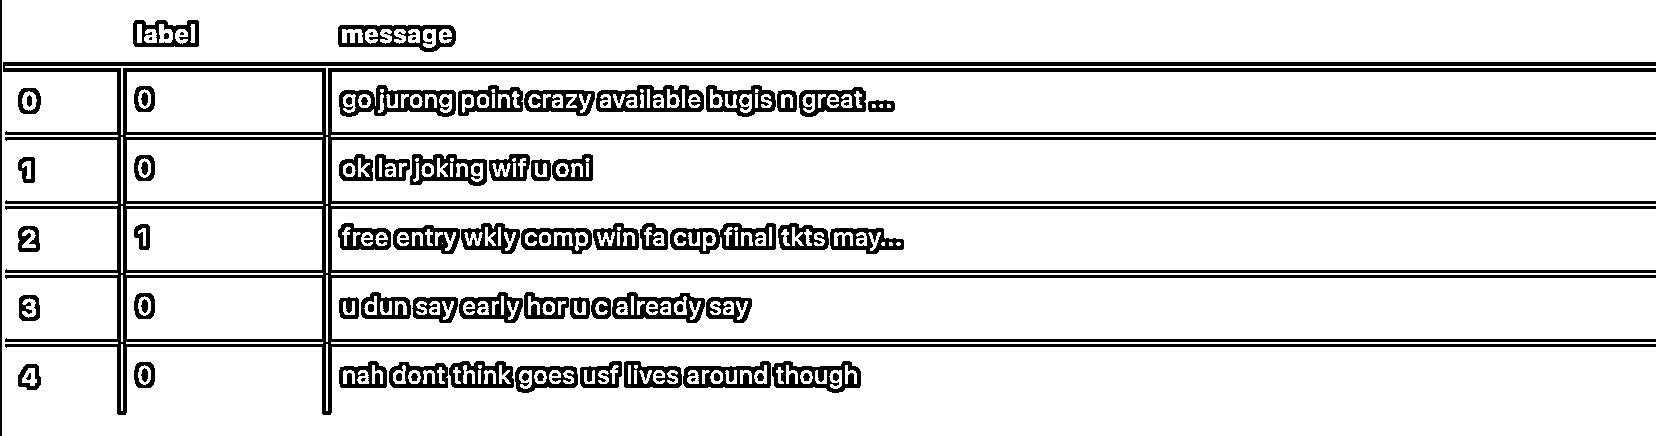 label message
0 0 go jurong point crazy available bugis n great ...
1 0 ok lar joking wif u oni
2 1 free entry wkly comp win fa cup final tkts may...
3 0 u dun say early hor u c already say
4 0 nah dont think goes usf lives around though